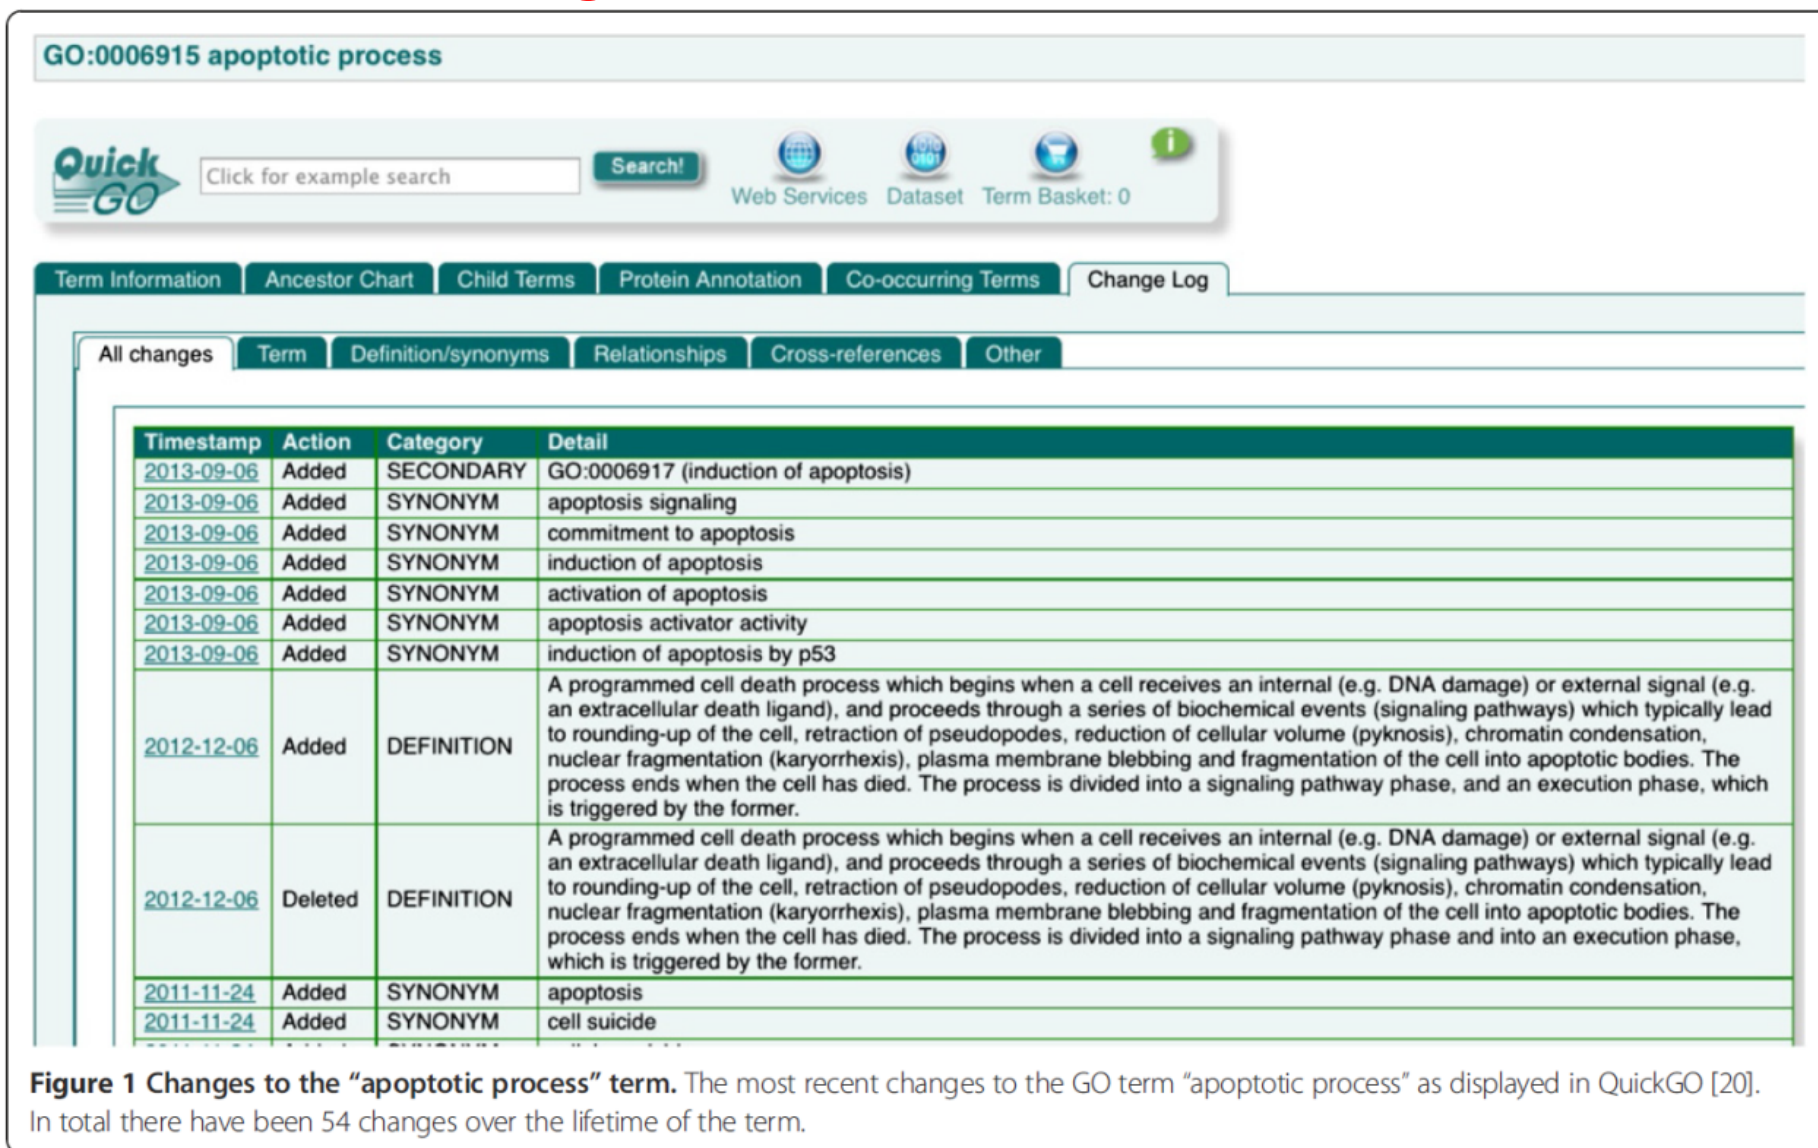 GO:0006915 apoptotic process
Quick GO
Click for example search
Search!
Web Services Dataset Term Basket: 0
Term Information Ancestor Chart Child Terms Protein Annotation Co-occurring Terms Change Log
All changes Term Definition/synonyms Relationships Cross-references Other
Timestamp Action Category Detail
2013-09-06 Added SECONDARY GO:0006917 (induction of apoptosis)
2013-09-06 Added SYNONYM apoptosis signaling
2013-09-06 Added SYNONYM commitment to apoptosis
2013-09-06 Added SYNONYM induction of apoptosis
2013-09-06 Added SYNONYM activation of apoptosis
2013-09-06 Added SYNONYM apoptosis activator activity
2013-09-06 Added SYNONYM induction of apoptosis by p53
2012-12-06 Added DEFINITION
A programmed cell death process which begins when a cell receives an internal (e.g. DNA damage) or external signal (e.g.
an extracellular death ligand), and proceeds through a series of biochemical events (signaling pathways) which typically lead
to rounding-up of the cell, retraction of pseudopodes, reduction of cellular volume (pyknosis), chromatin condensation,
nuclear fragmentation (karyorrhexis), plasma membrane blebbing and fragmentation of the cell into apoptotic bodies. The
process ends when the cell has died. The process is divided into a signaling pathway phase, and an execution phase, which
is triggered by the former.
2012-12-06 Deleted DEFINITION
A programmed cell death process which begins when a cell receives an internal (e.g. DNA damage) or external signal (e.g.
an extracellular death ligand), and proceeds through a series of biochemical events (signaling pathways) which typically lead
to rounding-up of the cell, retraction of pseudopodes, reduction of cellular volume (pyknosis), chromatin condensation,
nuclear fragmentation (karyorrhexis), plasma membrane blebbing and fragmentation of the cell into apoptotic bodies. The
process ends when the cell has died. The process is divided into a signaling pathway phase and into an execution phase,
which is triggered by the former.
2011-11-24 Added SYNONYM apoptosis
2011-11-24 Added SYNONYM cell suicide
Figure 1 Changes to the “apoptotic process” term. The most recent changes to the GO term “apoptotic process” as displayed in QuickGO [20].
In total there have been 54 changes over the lifetime of the term.